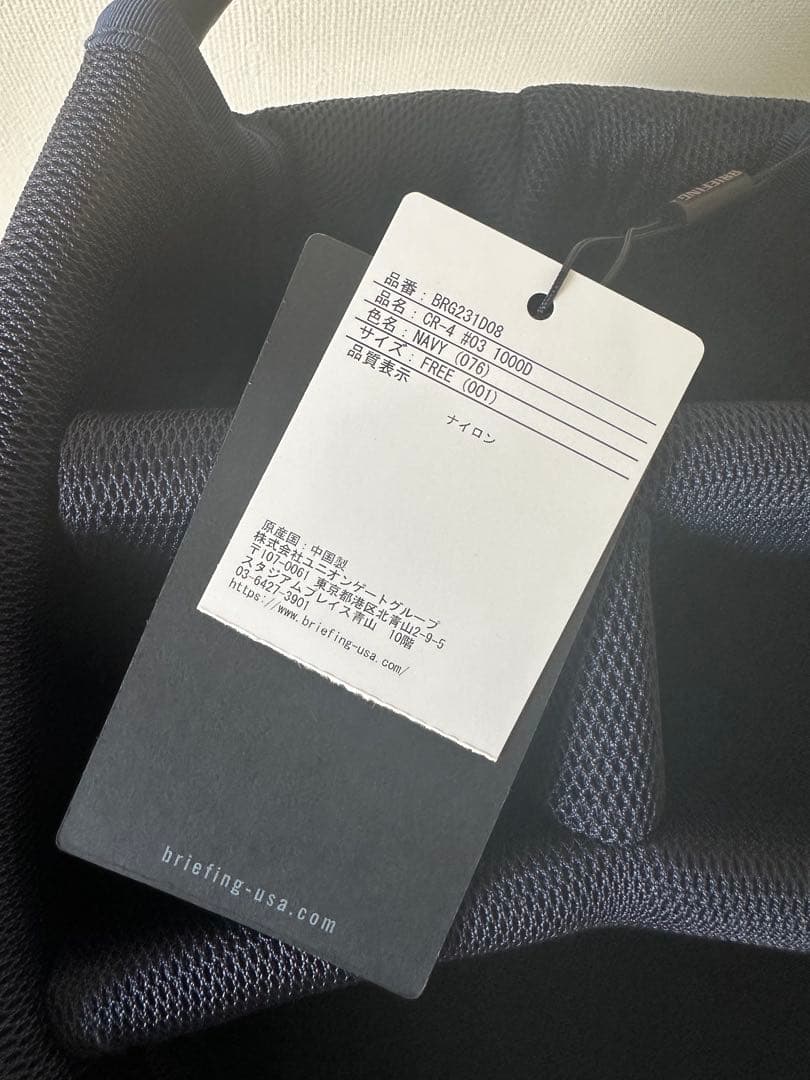 BRIEFING
品番：BRG231D08
品名：CR-4 #03 1000D
色名：NAVY (076)
サイズ：FREE (001)
品質表示
ナイロン
原産国：中国製
株式会社ユニオンゲートグループ
〒107-0061 東京都港区北青山2-9-5
スタジアムプレイス青山 10階
03-6427-3901
https://www.briefing-usa.com/
briefing-usa.com